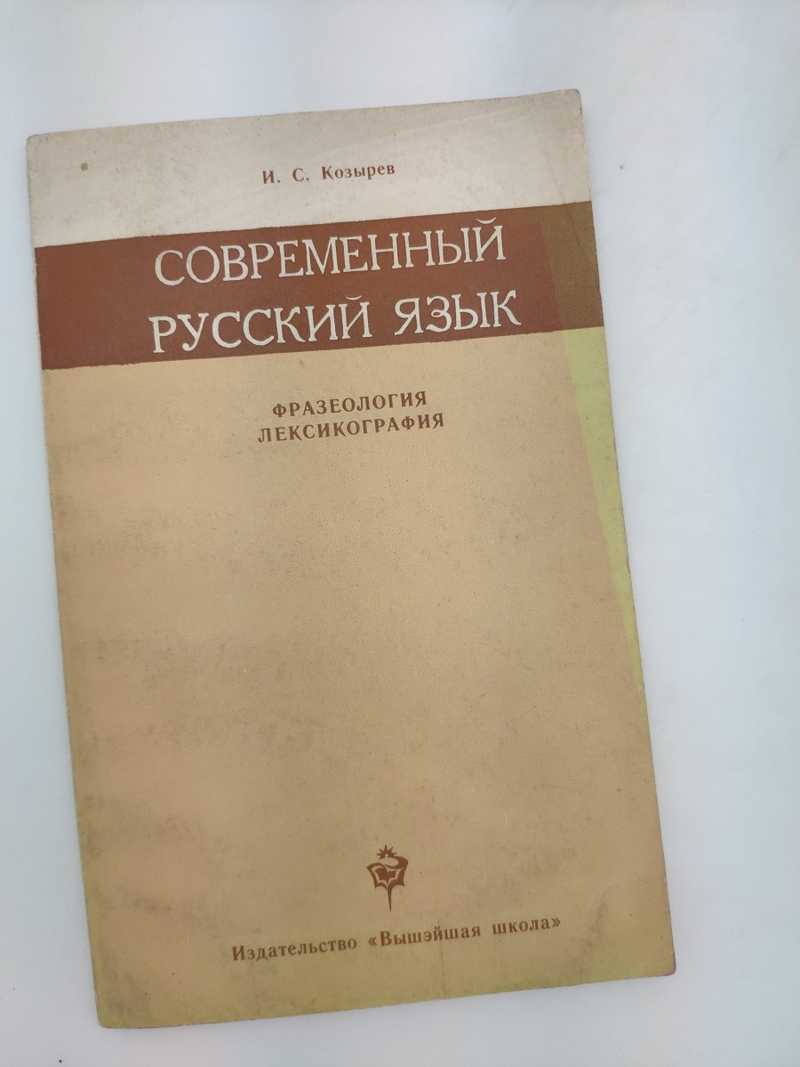 И. С. Козырев
СОВРЕМЕННЫЙ
РУССКИЙ ЯЗЫК
ФРАЗЕОЛОГИЯ
ЛЕКСИКОГРАФИЯ
Издательство «Вышэйшая школа»